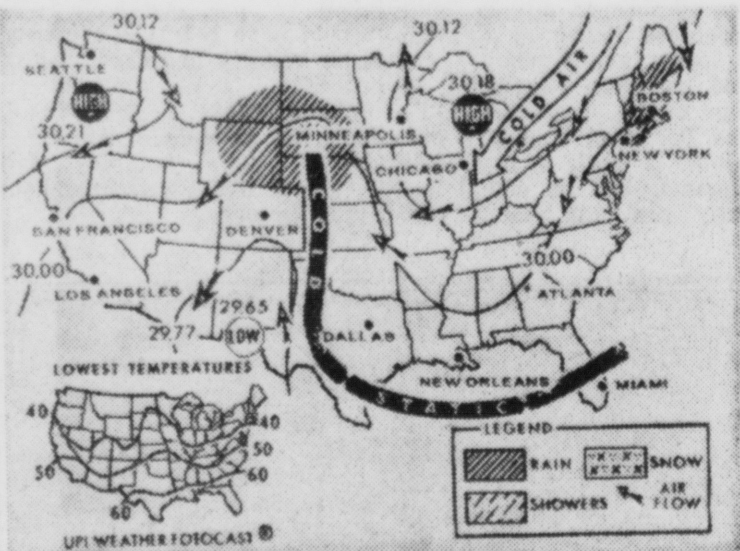 30.12
30.12
SEATTLE
HIGH
30.18
HIGH
COLD AIR
BOSTON
30.21
MINNEAPOLIS
CHICAGO
NEW YORK
COLD
SAN FRANCISCO
DENVER
30.00
30.00
LOS ANGELES
ATLANTA
29.65
29.77
LOW
DALLAS
LOWEST TEMPERATURES
NEW ORLEANS
MIAMI
STATIC
40
40
50
50
60
60
LEGEND
RAIN
SNOW
SHOWERS
AIR FLOW
UPI WEATHER FOTOCAST ®